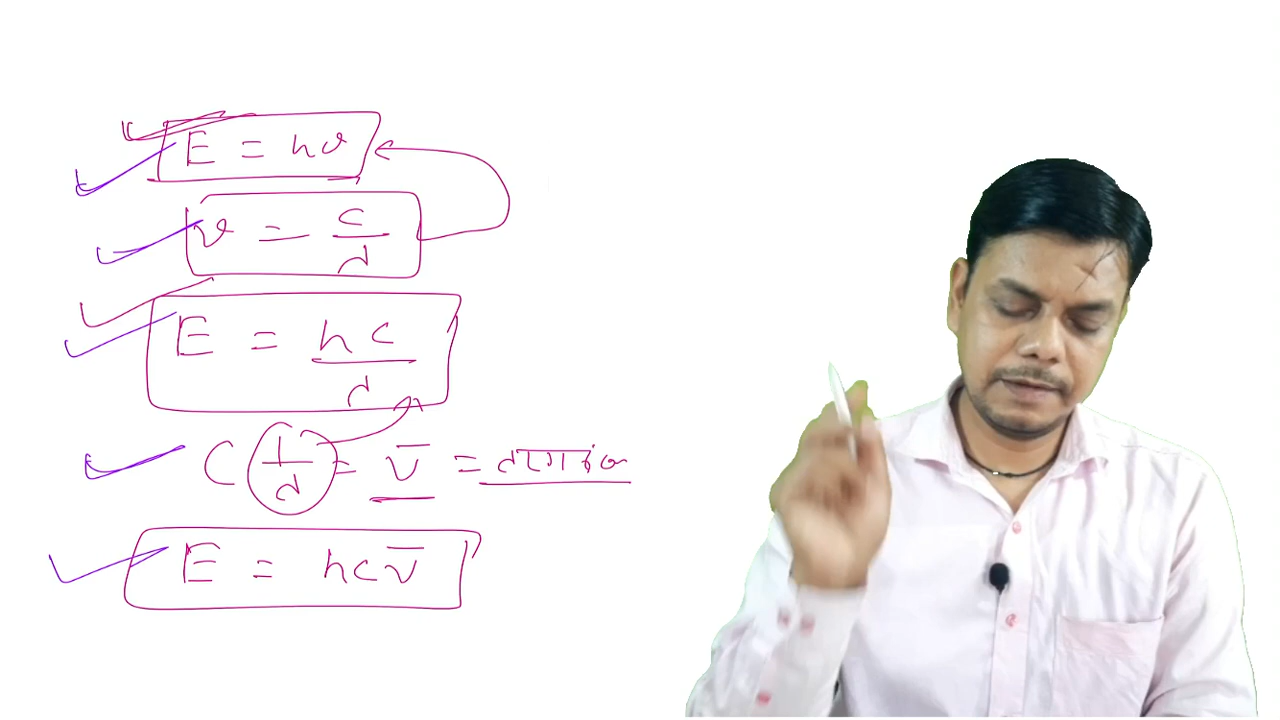 E = hν
ν = c/λ
E = hc/λ
C 1/λ = ν̄ = तरंगांक
E = hcν̄